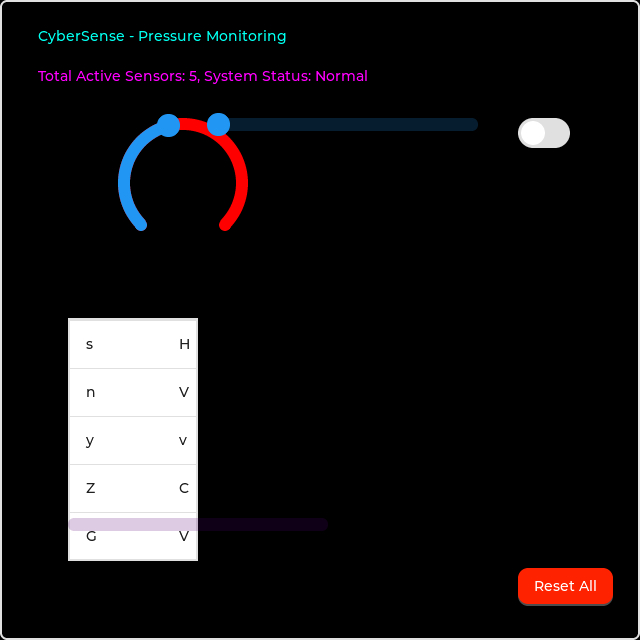 CyberSense - Pressure Monitoring
Total Active Sensors: 5, System Status: Normal
s H
n V
y v
Z C
G V
Reset All